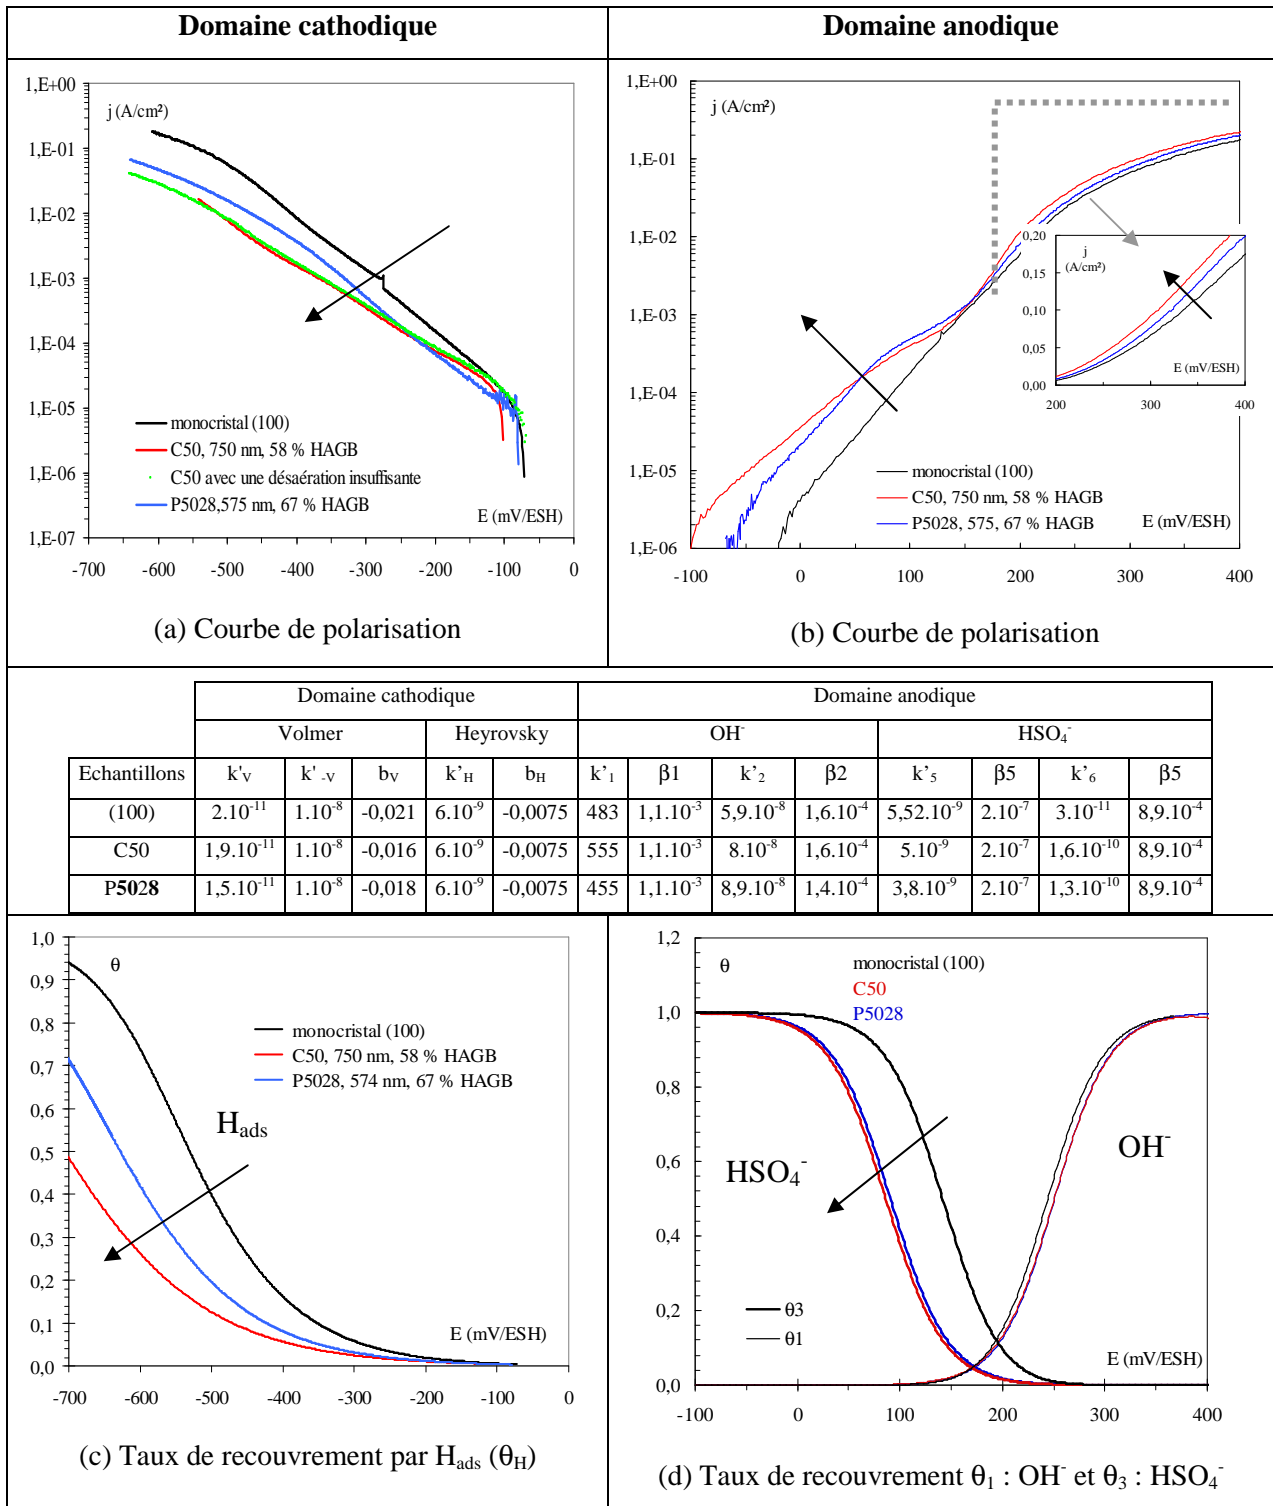 Domaine cathodique
Domaine anodique
1,E+00
1,E-01
1,E-02
1,E-03
1,E-04
1,E-05
1,E-06
1,E-07
j (A/cm²)
monocristal (100)
C50, 750 nm, 58 % HAGB
C50 avec une désaération insuffisante
P5028,575 nm, 67 % HAGB
E (mV/ESH)
-700 -600 -500 -400 -300 -200 -100 0
(a) Courbe de polarisation
1,E+00
1,E-01
1,E-02
1,E-03
1,E-04
1,E-05
1,E-06
j (A/cm²)
0,20
0,15
0,10
0,05
0,00
j
(A/cm²)
E (mV/ESH)
200 300 400
monocristal (100)
C50, 750 nm, 58 % HAGB
P5028, 575, 67 % HAGB
E (mV/ESH)
-100 0 100 200 300 400
(b) Courbe de polarisation
Domaine cathodique Domaine anodique
Volmer Heyrovsky OH⁻ HSO₄⁻
Echantillons k'V k'-V bV k'H bH k'1 β1 k'2 β2 k'5 β5 k'6 β5
(100) 2.10⁻¹¹ 1.10⁻⁸ -0,021 6.10⁻⁹ -0,0075 483 1,1.10⁻³ 5,9.10⁻⁸ 1,6.10⁻⁴ 5,52.10⁻⁹ 2.10⁻⁷ 3.10⁻¹¹ 8,9.10⁻⁴
C50 1,9.10⁻¹¹ 1.10⁻⁸ -0,016 6.10⁻⁹ -0,0075 555 1,1.10⁻³ 8.10⁻⁸ 1,6.10⁻⁴ 5.10⁻⁹ 2.10⁻⁷ 1,6.10⁻¹⁰ 8,9.10⁻⁴
P5028 1,5.10⁻¹¹ 1.10⁻⁸ -0,018 6.10⁻⁹ -0,0075 455 1,1.10⁻³ 8,9.10⁻⁸ 1,4.10⁻⁴ 3,8.10⁻⁹ 2.10⁻⁷ 1,3.10⁻¹⁰ 8,9.10⁻⁴
1,0
0,9
0,8
0,7
0,6
0,5
0,4
0,3
0,2
0,1
0,0
θ
monocristal (100)
C50, 750 nm, 58 % HAGB
P5028, 574 nm, 67 % HAGB
Hads
E (mV/ESH)
-700 -600 -500 -400 -300 -200 -100 0
(c) Taux de recouvrement par Hads (θH)
1,2
1,0
0,8
0,6
0,4
0,2
0,0
θ
monocristal (100)
C50
P5028
HSO₄⁻
OH⁻
θ3
θ1
E (mV/ESH)
-100 0 100 200 300 400
(d) Taux de recouvrement θ₁ : OH⁻ et θ₃ : HSO₄⁻